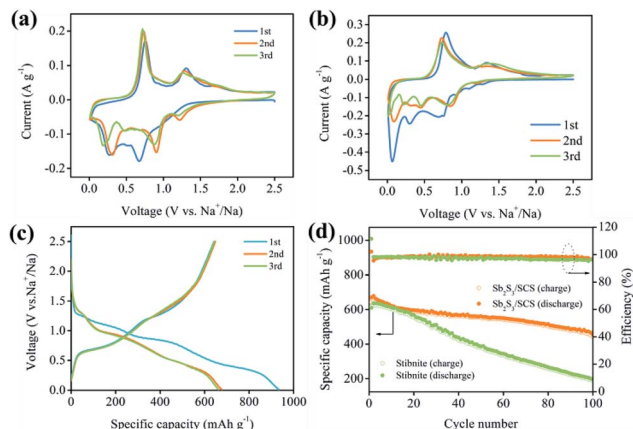 (a)
1st
2nd
3rd
0.2
0.1
0.0
-0.1
-0.2
Current (A g-1)
0.0 0.5 1.0 1.5 2.0 2.5
Voltage (V vs. Na+/Na)
(b)
1st
2nd
3rd
0.4
0.3
0.2
0.1
0.0
-0.1
-0.2
-0.3
-0.4
-0.5
Current (A g-1)
0.0 0.5 1.0 1.5 2.0 2.5
Voltage (V vs. Na+/Na)
(c)
1st
2nd
3rd
2.5
2.0
1.5
1.0
0.5
0.0
Voltage (V vs.Na+/Na)
0 200 400 600 800 1000
Specific capacity (mAh g-1)
(d)
1000
800
600
400
200
Specific capacity (mAh g-1)
120
100
80
60
40
20
0
Efficiency (%)
Sb2S3/SCS (charge)
Sb2S3/SCS (discharge)
Stibnite (charge)
Stibnite (discharge)
0 20 40 60 80 100
Cycle number